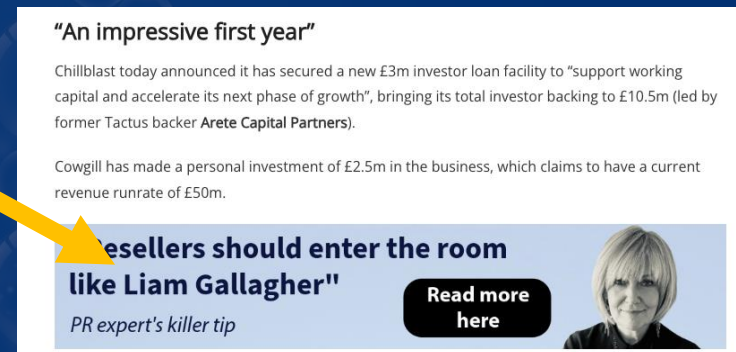 “An impressive first year”
Chillblast today announced it has secured a new £3m investor loan facility to “support working
capital and accelerate its next phase of growth”, bringing its total investor backing to £10.5m (led by
former Tactus backer Arete Capital Partners).
Cowgill has made a personal investment of £2.5m in the business, which claims to have a current
revenue runrate of £50m.
esellers should enter the room
like Liam Gallagher"
PR expert's killer tip
Read more
here